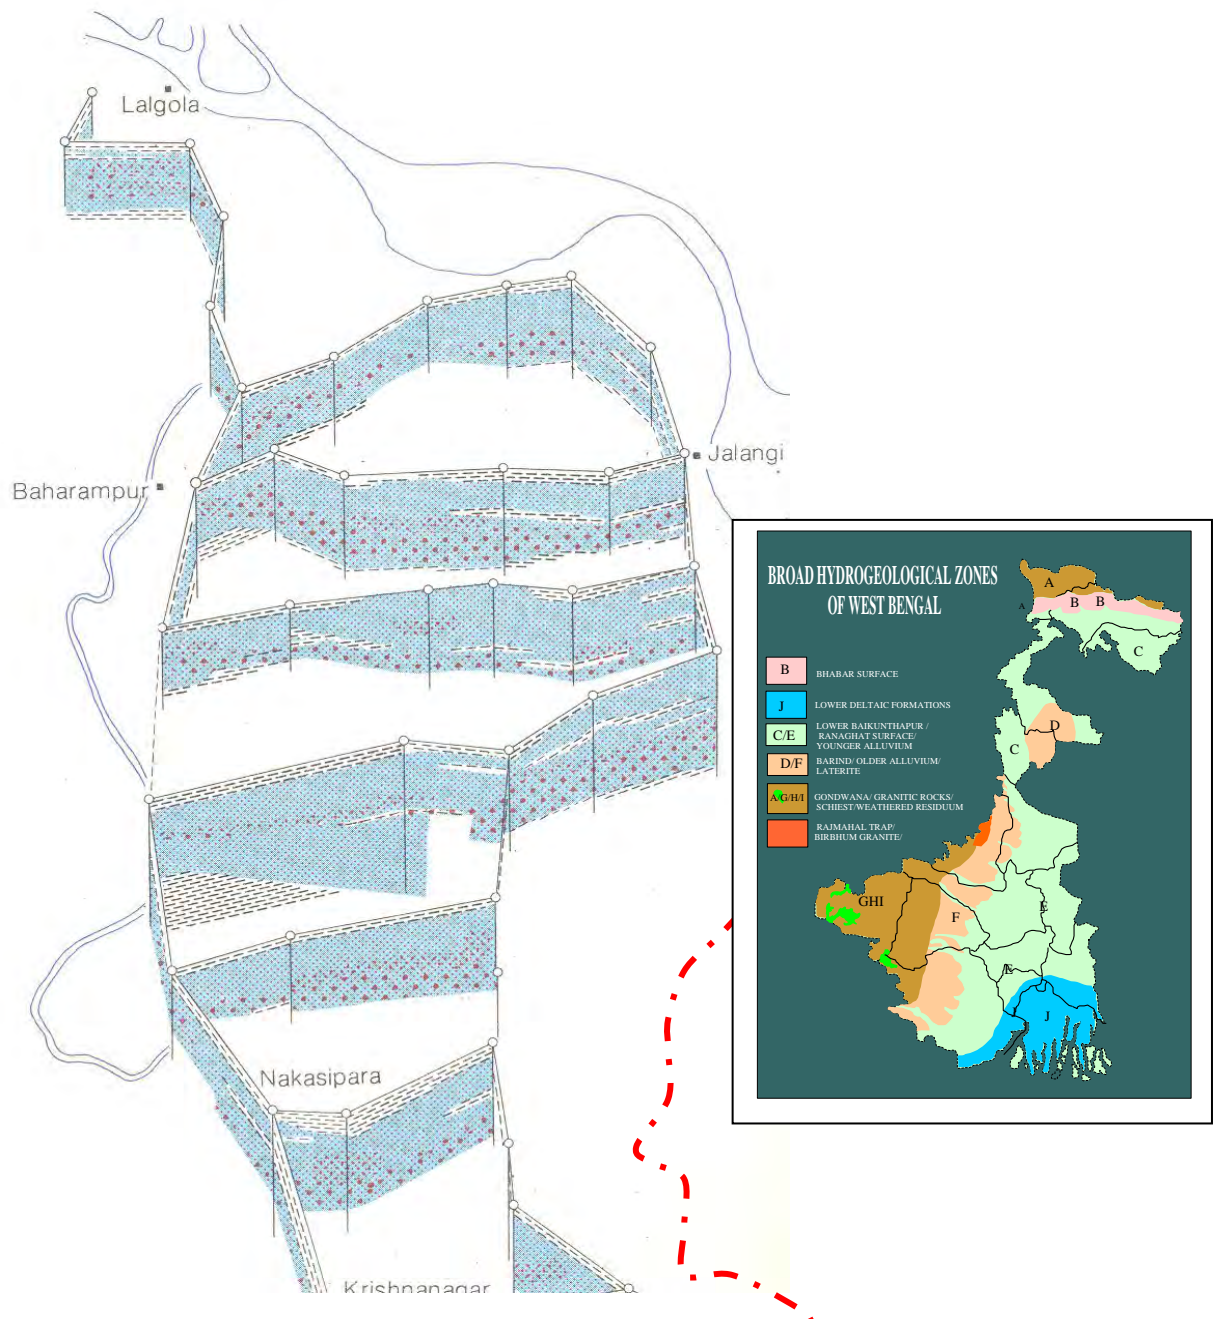 Lalgola
Jalangi
Baharampur
Nakasipara
Krishnanagar
BROAD HYDROGEOLOGICAL ZONES
OF WEST BENGAL
A
A
B B
C
D
C
B BHABAR SURFACE
J LOWER DELTAIC FORMATIONS
C/E LOWER BAIKUNTHAPUR /
RANAGHAT SURFACE/
YOUNGER ALLUVIUM
D/F BARIND/ OLDER ALLUVIUM/
LATERITE
A/G/H/I GONDWANA/ GRANITIC ROCKS/
SCHIEST/WEATHERED RESIDUUM
RAJMAHAL TRAP/
BIRBHUM GRANITE/
GHI
E
F
E
J